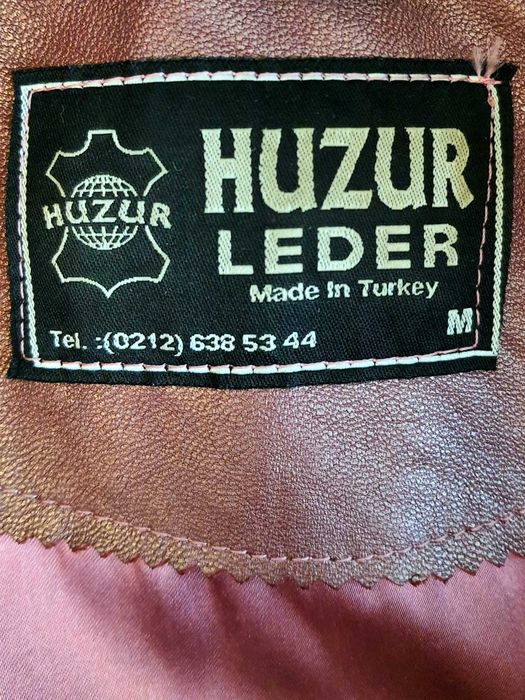 HUZUR
HUZUR
LEDER
Made In Turkey
M
Tel. :(0212) 638 53 44